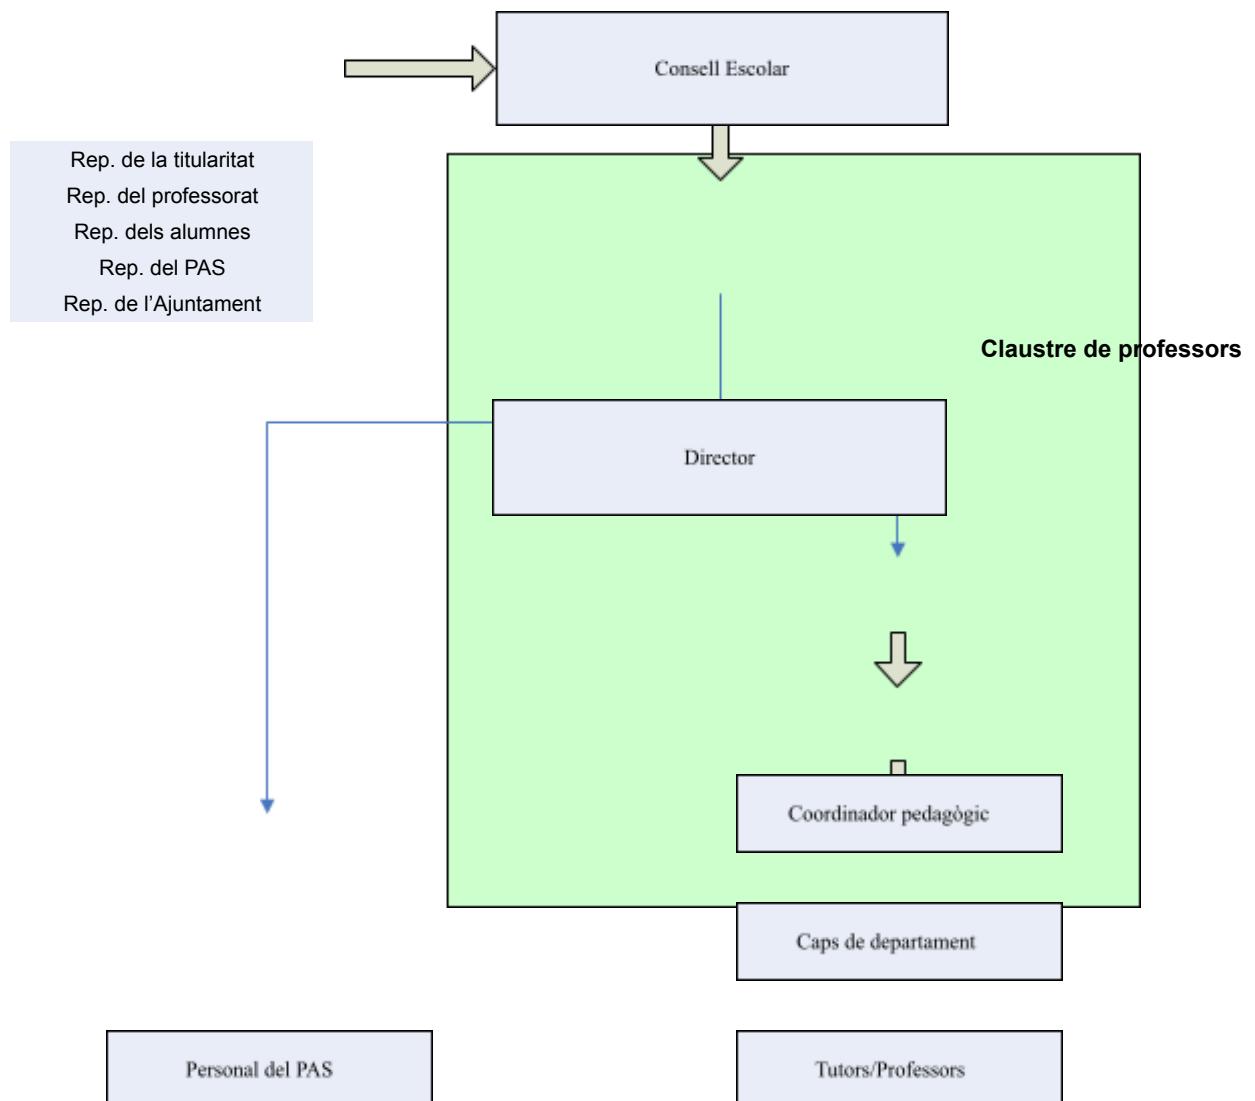 Consell Escolar
Rep. de la titularitat
Rep. del professorat
Rep. dels alumnes
Rep. del PAS
Rep. de l’Ajuntament
Claustre de professors
Director
Coordinador pedagògic
Caps de departament
Personal del PAS
Tutors/Professors